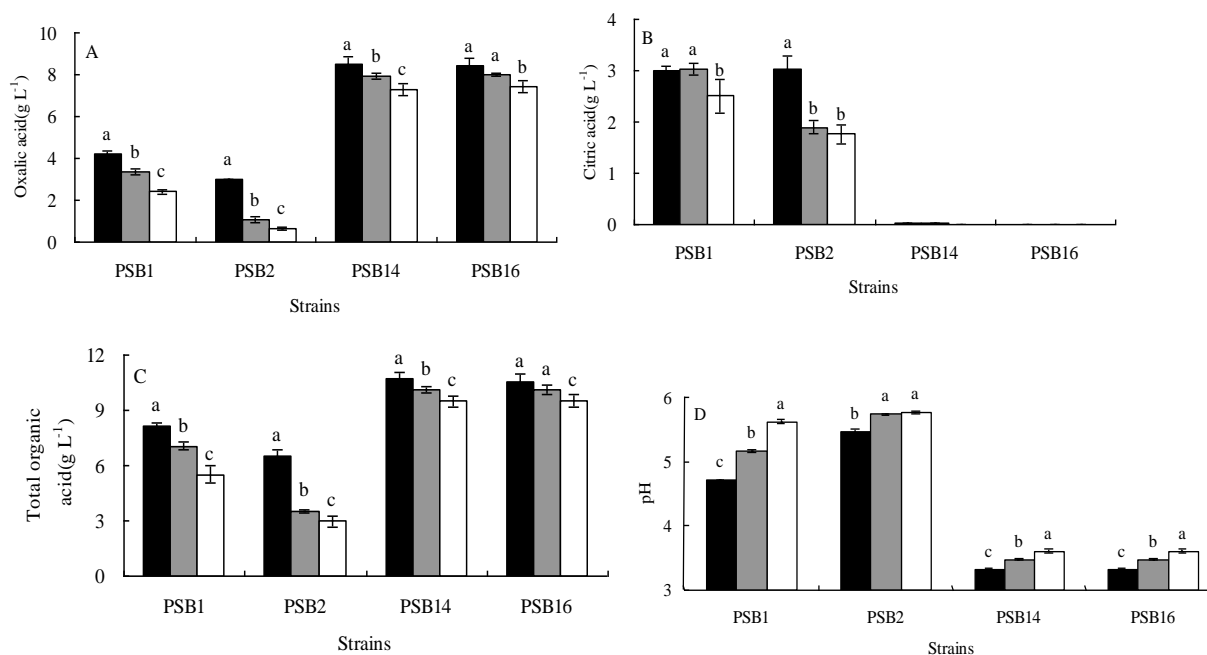 A
Oxalic acid(g L⁻¹)
10
8
6
4
2
0
a b c
a b c
a b c
a a b
PSB1 PSB2 PSB14 PSB16
Strains
B
Citric acid(g L⁻¹)
4
3
2
1
0
a a b
a b b
PSB1 PSB2 PSB14 PSB16
Strains
C
Total organic
acid(g L⁻¹)
12
9
6
3
0
a b c
a b c
a b c
a a c
PSB1 PSB2 PSB14 PSB16
Strains
D
pH
6
5
4
3
c b a
b a a
c b a
c b a
PSB1 PSB2 PSB14 PSB16
Strains